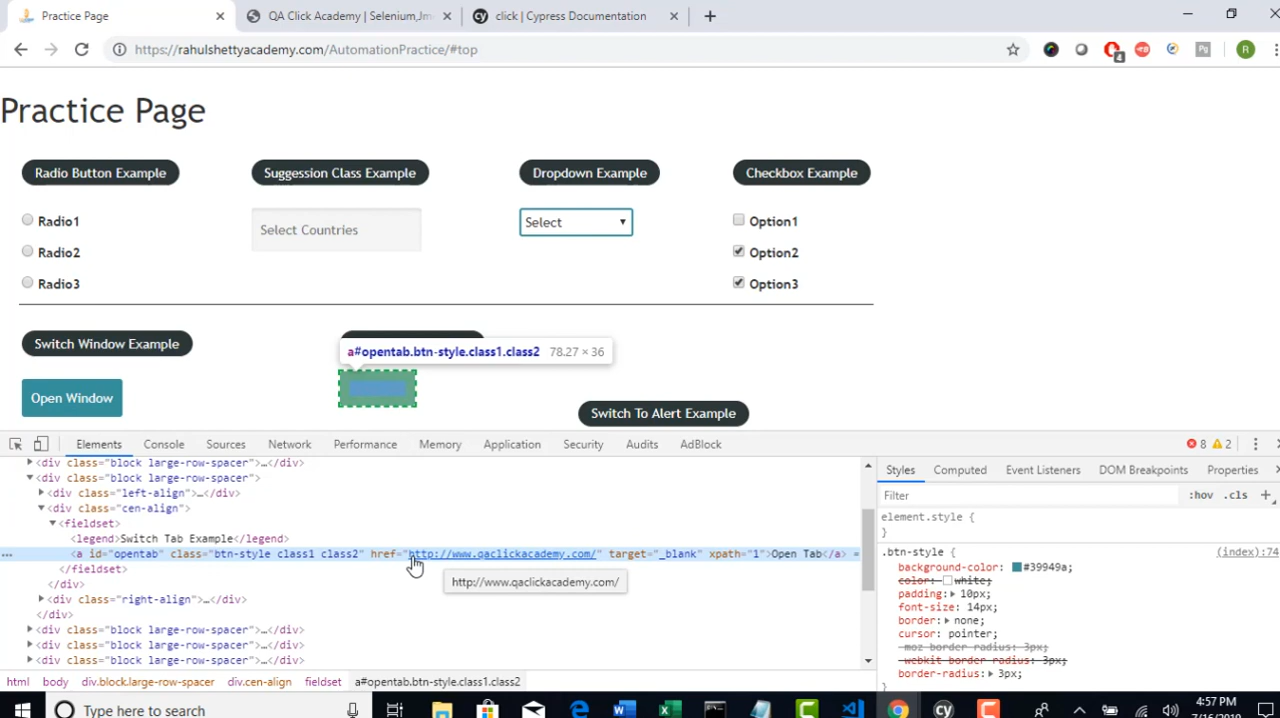 Practice Page
QA Click Academy | Selenium,Jm
click | Cypress Documentation
https://rahulshettyacademy.com/AutomationPractice/#top
4
R
Practice Page
Radio Button Example
Suggession Class Example
Dropdown Example
Checkbox Example
Radio1
Select Countries
Select
Option1
Radio2
Option2
Radio3
Option3
Switch Window Example
a#opentab.btn-style.class1.class2 78.27 × 36
Open Window
Switch To Alert Example
Elements Console Sources Network Performance Memory Application Security Audits AdBlock
8 2
<div class="block large-row-spacer">…</div>
<div class="block large-row-spacer">
<div class="left-align">…</div>
<div class="cen-align">
<fieldset>
<legend>Switch Tab Example</legend>
<a id="opentab" class="btn-style class1 class2" href="http://www.qaclickacademy.com/" target="_blank" xpath="1">Open Tab</a> =
</fieldset>
http://www.qaclickacademy.com/
</div>
<div class="right-align">…</div>
</div>
<div class="block large-row-spacer">…</div>
<div class="block large-row-spacer">…</div>
<div class="block large-row-spacer">…</div>
html body div.block.large-row-spacer div.cen-align fieldset a#opentab.btn-style.class1.class2
Styles Computed Event Listeners DOM Breakpoints Properties
Filter :hov .cls +
element.style {
}
.btn-style { (index):74
background-color: #39949a;
color: white;
padding: 10px;
font-size: 14px;
border: none;
cursor: pointer;
-moz-border-radius: 3px;
-webkit-border-radius: 3px;
border-radius: 3px;
}
Type here to search
4:57 PM